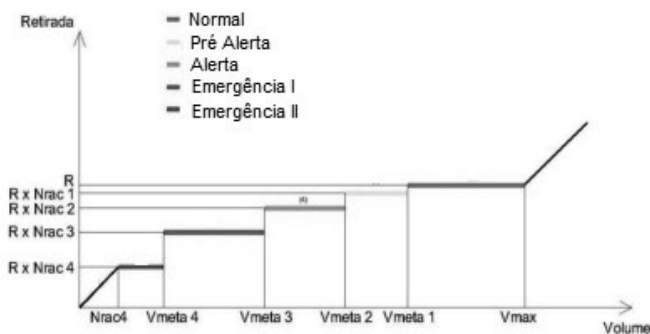 Retirada
Normal
Pré Alerta
Alerta
Emergência I
Emergência II
R
R x Nrac 1
R x Nrac 2
R x Nrac 3
R x Nrac 4
Nrac4 Vmeta 4 Vmeta 3 Vmeta 2 Vmeta 1 Vmax
Volume